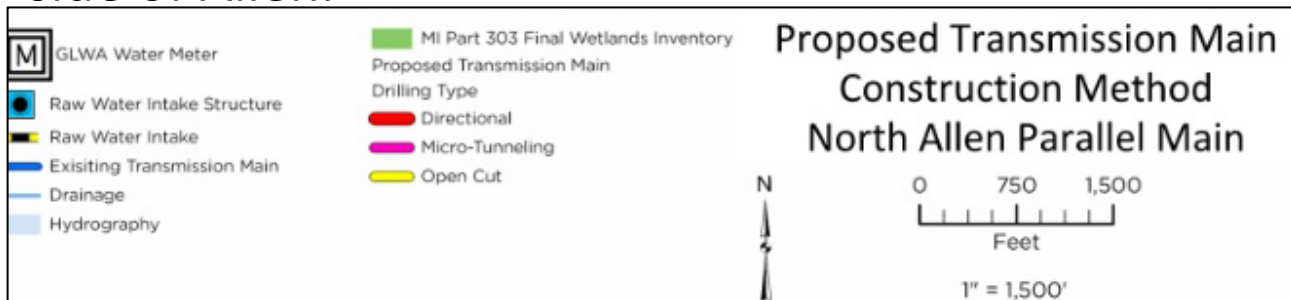 M GLWA Water Meter
Raw Water Intake Structure
Raw Water Intake
Exisiting Transmission Main
Drainage
Hydrography
MI Part 303 Final Wetlands Inventory
Proposed Transmission Main
Drilling Type
Directional
Micro-Tunneling
Open Cut
Proposed Transmission Main
Construction Method
North Allen Parallel Main
N
0 750 1,500
Feet
1" = 1,500'